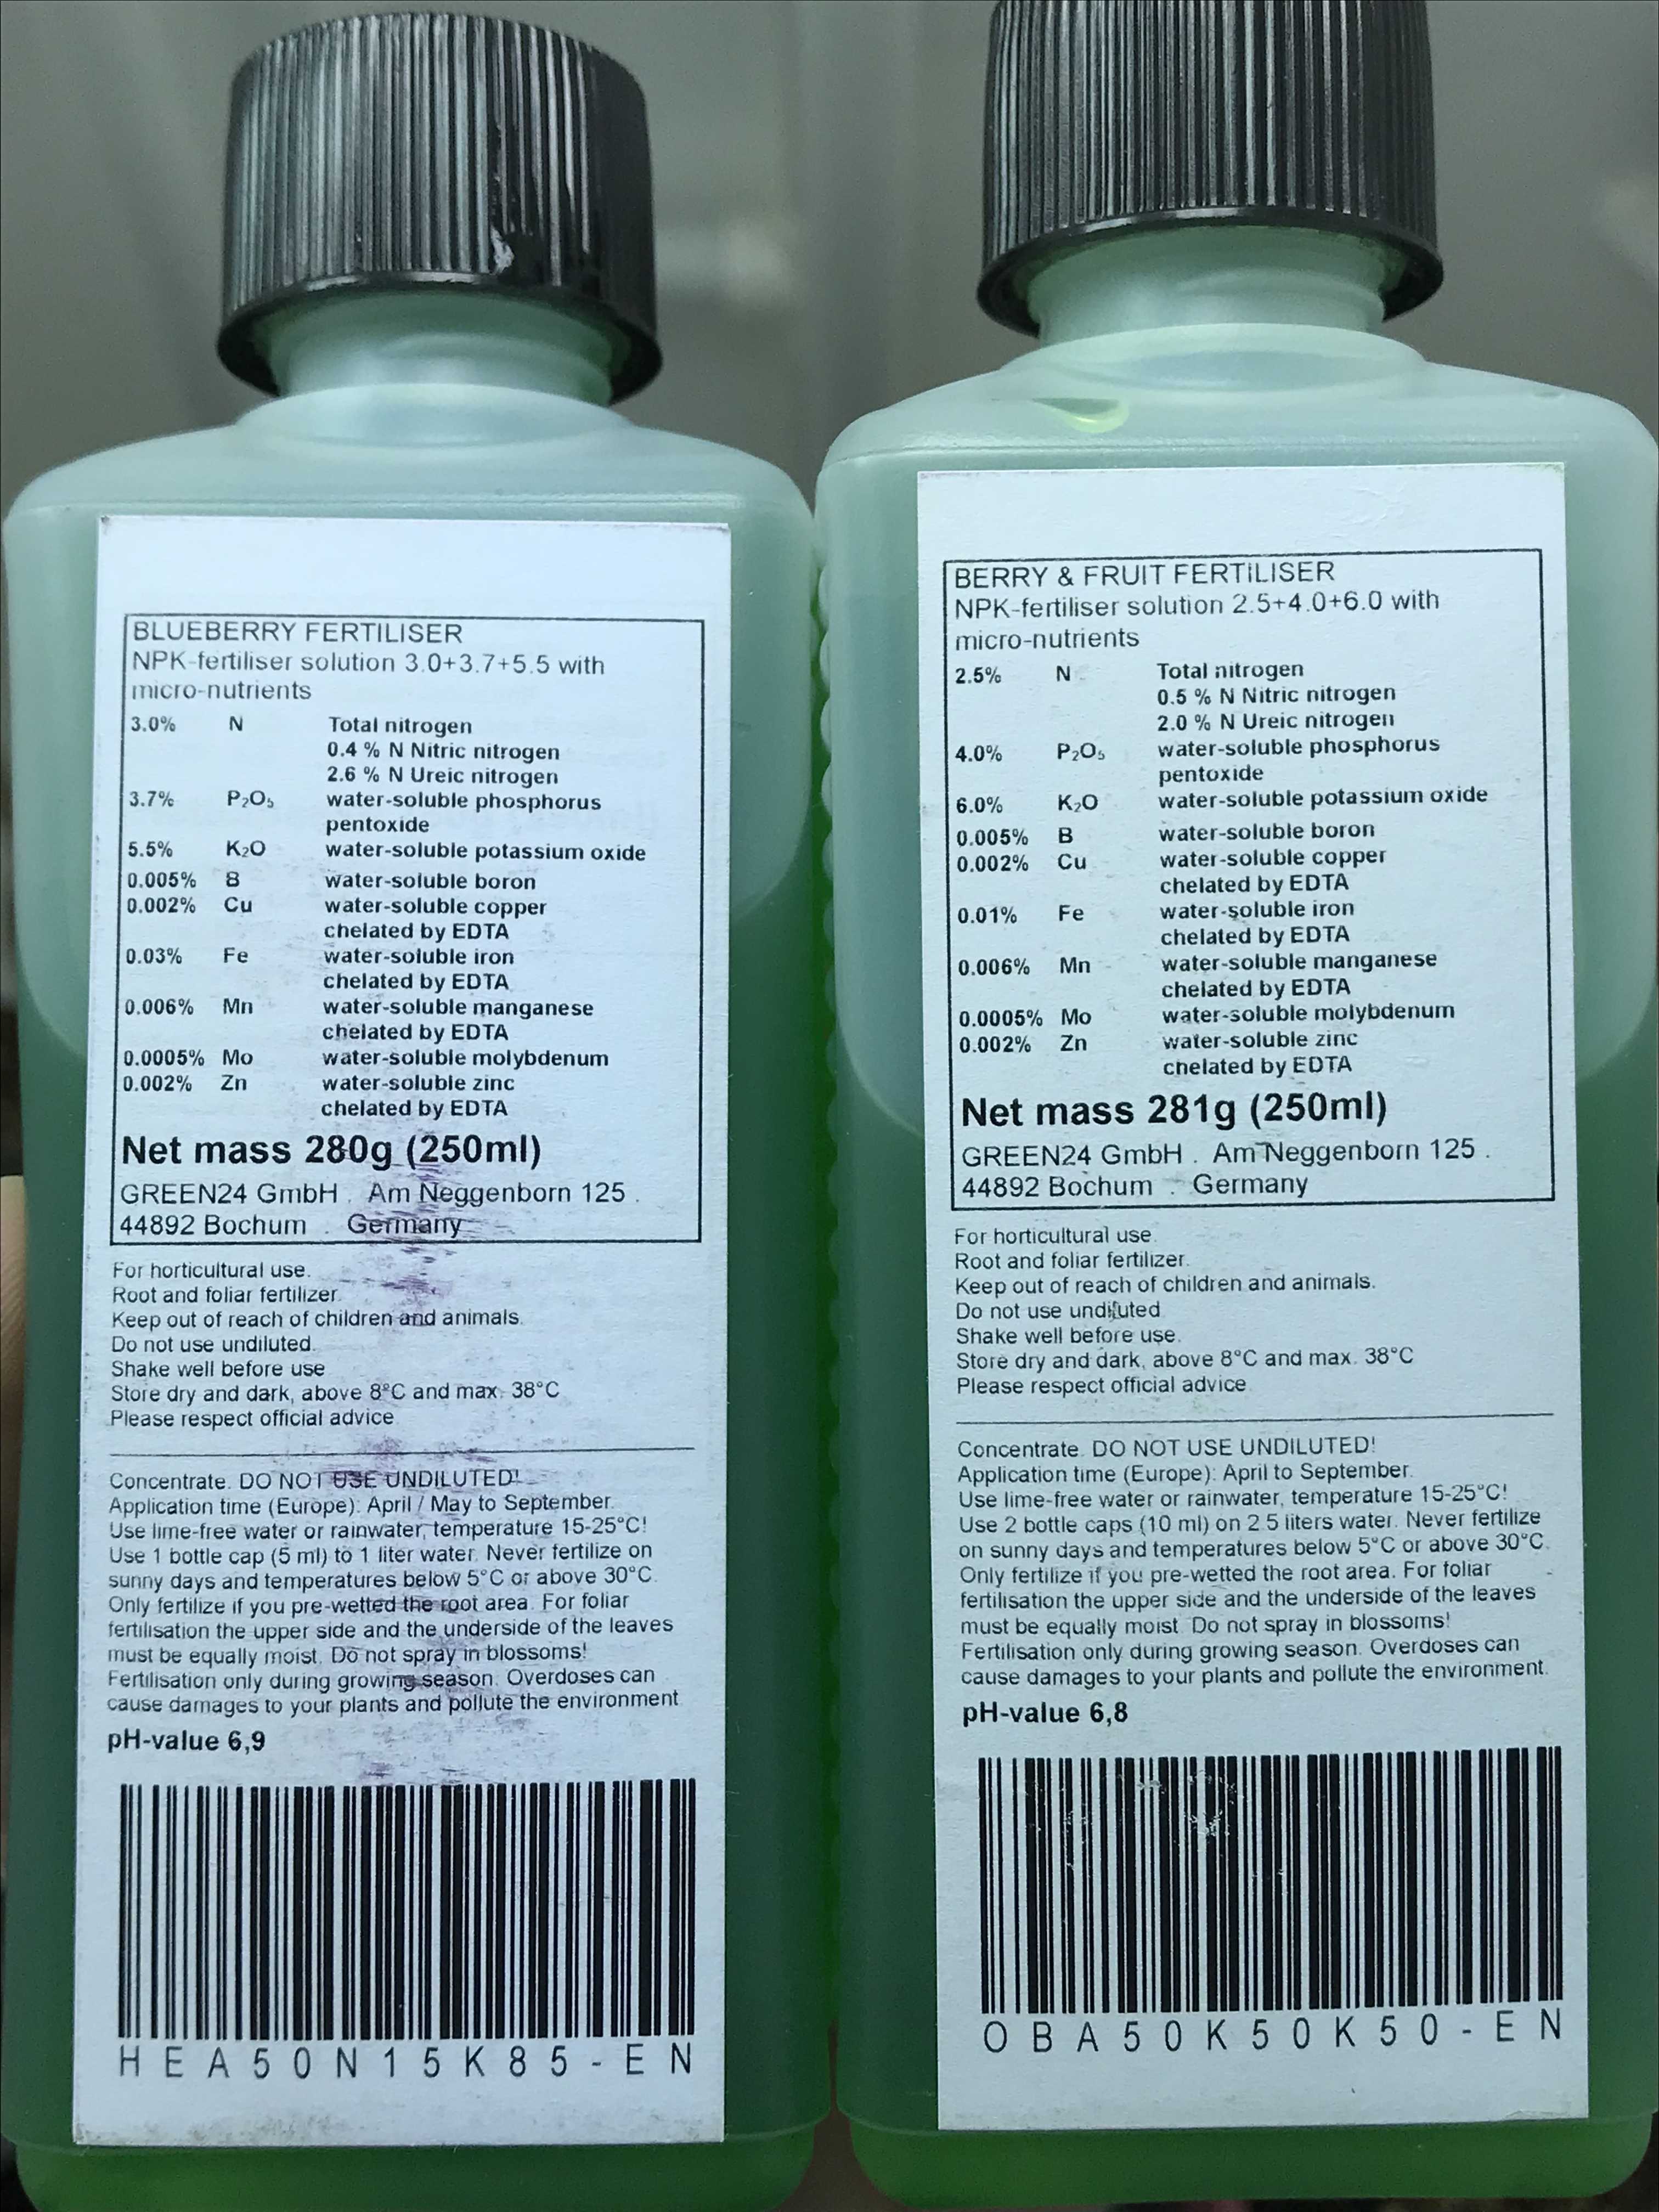 BLUEBERRY FERTILISER
NPK-fertiliser solution 3.0+3.7+5.5 with
micro-nutrients
3.0% N Total nitrogen
0.4 % N Nitric nitrogen
2.6 % N Ureic nitrogen
3.7% P₂O₅ water-soluble phosphorus
pentoxide
5.5% K₂O water-soluble potassium oxide
0.005% B water-soluble boron
0.002% Cu water-soluble copper
chelated by EDTA
0.03% Fe water-soluble iron
chelated by EDTA
0.006% Mn water-soluble manganese
chelated by EDTA
0.0005% Mo water-soluble molybdenum
0.002% Zn water-soluble zinc
chelated by EDTA
Net mass 280g (250ml)
GREEN24 GmbH . Am Neggenborn 125 .
44892 Bochum . Germany
For horticultural use.
Root and foliar fertilizer.
Keep out of reach of children and animals.
Do not use undiluted.
Shake well before use
Store dry and dark, above 8°C and max. 38°C
Please respect official advice
Concentrate. DO NOT USE UNDILUTED!
Application time (Europe): April / May to September.
Use lime-free water or rainwater, temperature 15-25°C!
Use 1 bottle cap (5 ml) to 1 liter water. Never fertilize on
sunny days and temperatures below 5°C or above 30°C.
Only fertilize if you pre-wetted the root area. For foliar
fertilisation the upper side and the underside of the leaves
must be equally moist. Do not spray in blossoms!
Fertilisation only during growing season. Overdoses can
cause damages to your plants and pollute the environment
pH-value 6,9
HEA50N15K85-EN
BERRY & FRUIT FERTILISER
NPK-fertiliser solution 2.5+4.0+6.0 with
micro-nutrients
2.5% N Total nitrogen
0.5 % N Nitric nitrogen
2.0 % N Ureic nitrogen
4.0% P₂O₅ water-soluble phosphorus
pentoxide
6.0% K₂O water-soluble potassium oxide
0.005% B water-soluble boron
0.002% Cu water-soluble copper
chelated by EDTA
0.01% Fe water-soluble iron
chelated by EDTA
0.006% Mn water-soluble manganese
chelated by EDTA
0.0005% Mo water-soluble molybdenum
0.002% Zn water-soluble zinc
chelated by EDTA
Net mass 281g (250ml)
GREEN24 GmbH . Am Neggenborn 125 .
44892 Bochum . Germany
For horticultural use.
Root and foliar fertilizer.
Keep out of reach of children and animals.
Do not use undiluted.
Shake well before use.
Store dry and dark, above 8°C and max. 38°C
Please respect official advice
Concentrate. DO NOT USE UNDILUTED!
Application time (Europe): April to September.
Use lime-free water or rainwater, temperature 15-25°C!
Use 2 bottle caps (10 ml) on 2.5 liters water. Never fertilize
on sunny days and temperatures below 5°C or above 30°C.
Only fertilize if you pre-wetted the root area. For foliar
fertilisation the upper side and the underside of the leaves
must be equally moist. Do not spray in blossoms!
Fertilisation only during growing season. Overdoses can
cause damages to your plants and pollute the environment.
pH-value 6,8
OBA50K50K50-EN